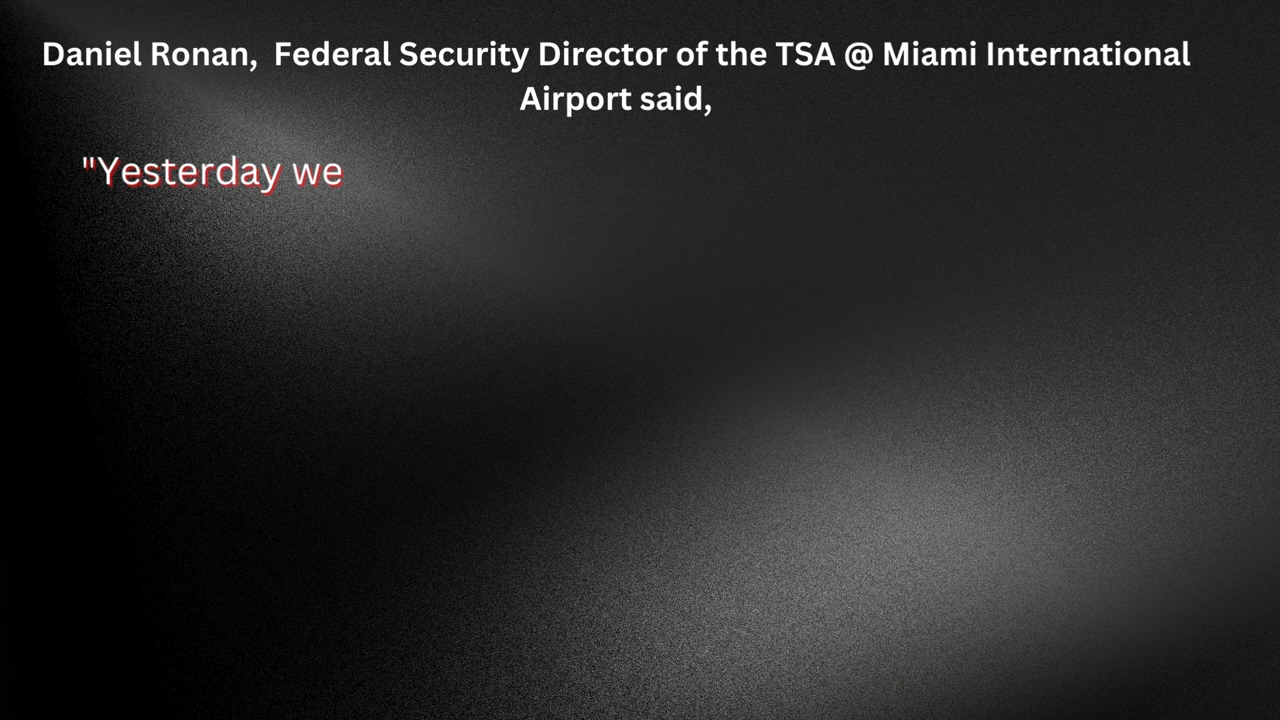 Daniel Ronan,  Federal Security Director of the TSA @ Miami International
Airport said,
"Yesterday we